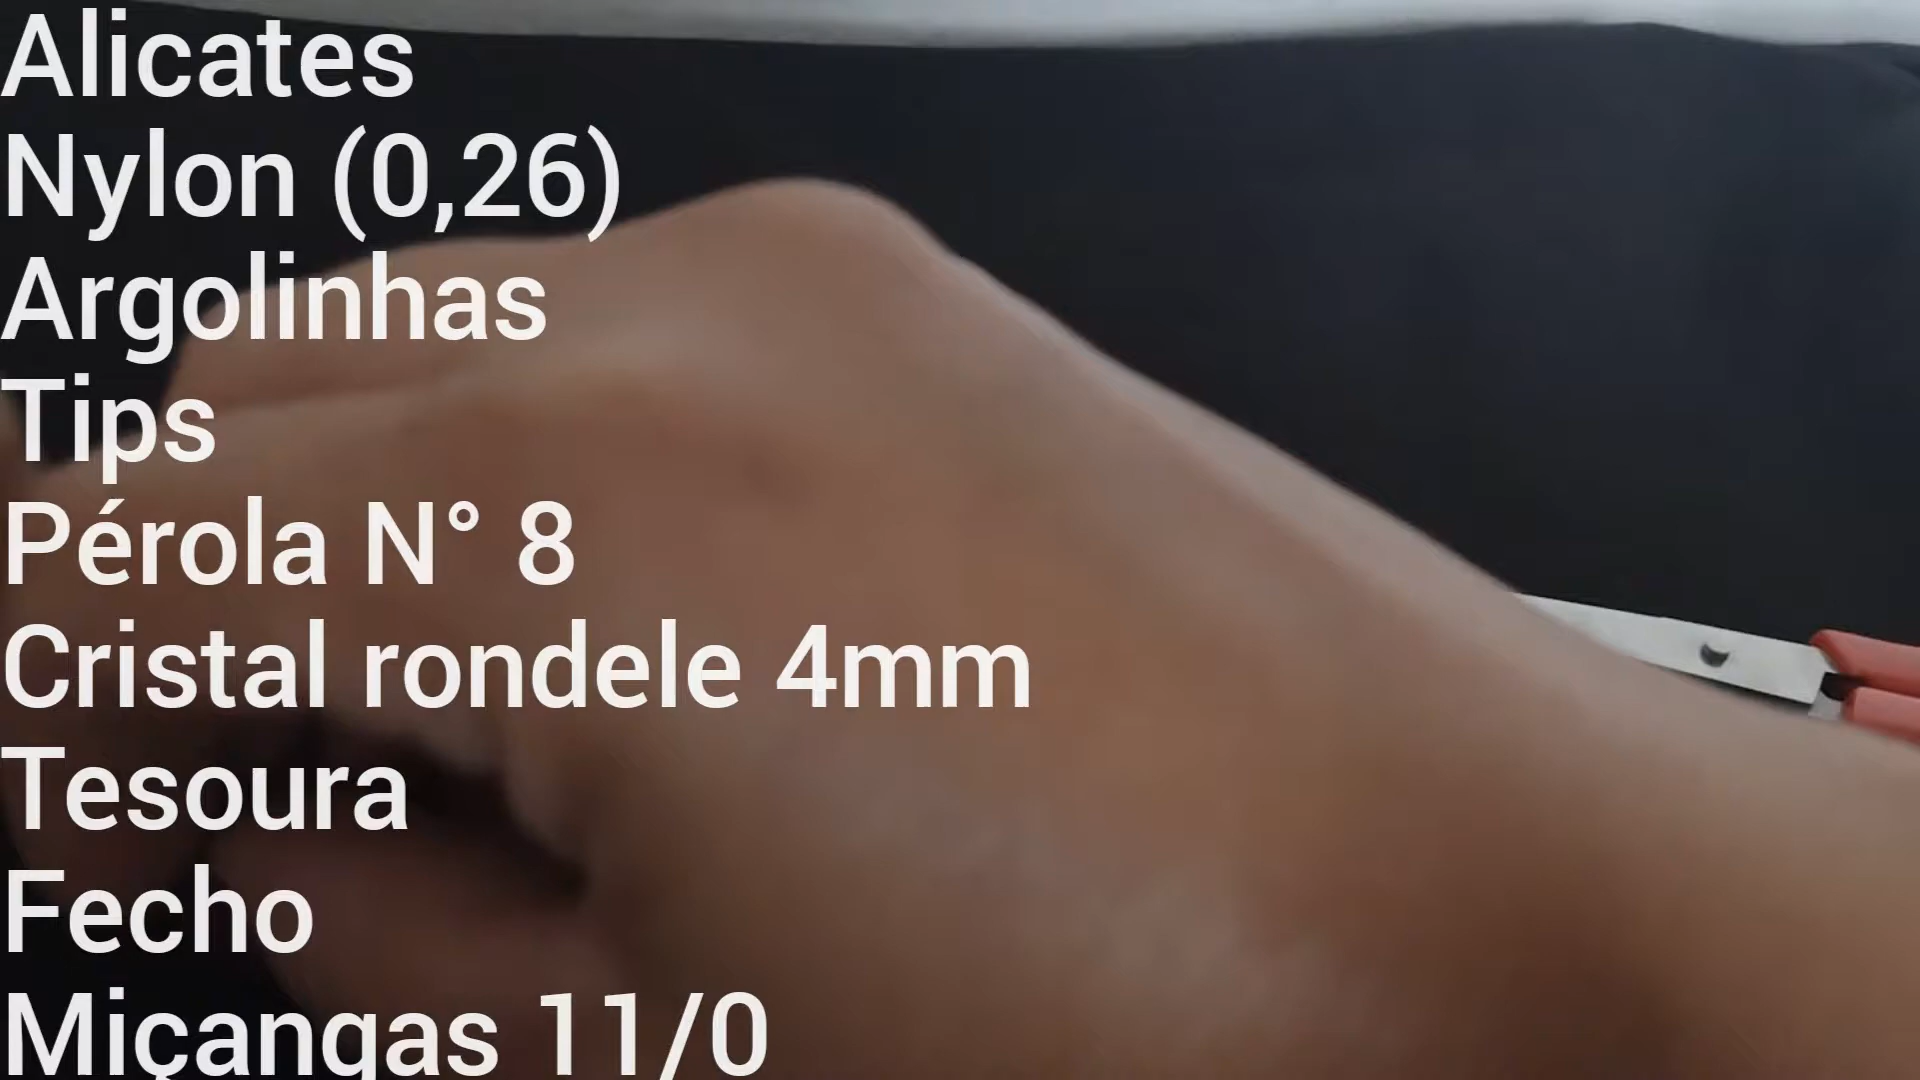 Alicates
Nylon (0,26)
Argolinhas
Tips
Pérola N° 8
Cristal rondele 4mm
Tesoura
Fecho
Miçangas 11/0